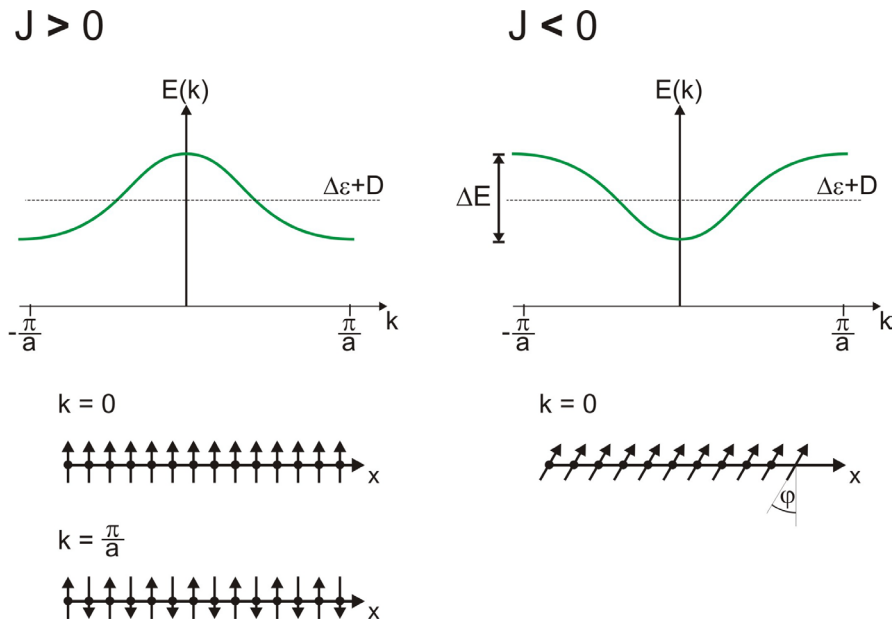 J > 0
E(k)
Δε+D
-π/a
π/a
k
k = 0
x
k = π/a
x
J < 0
E(k)
ΔE
Δε+D
-π/a
π/a
k
k = 0
x
φ